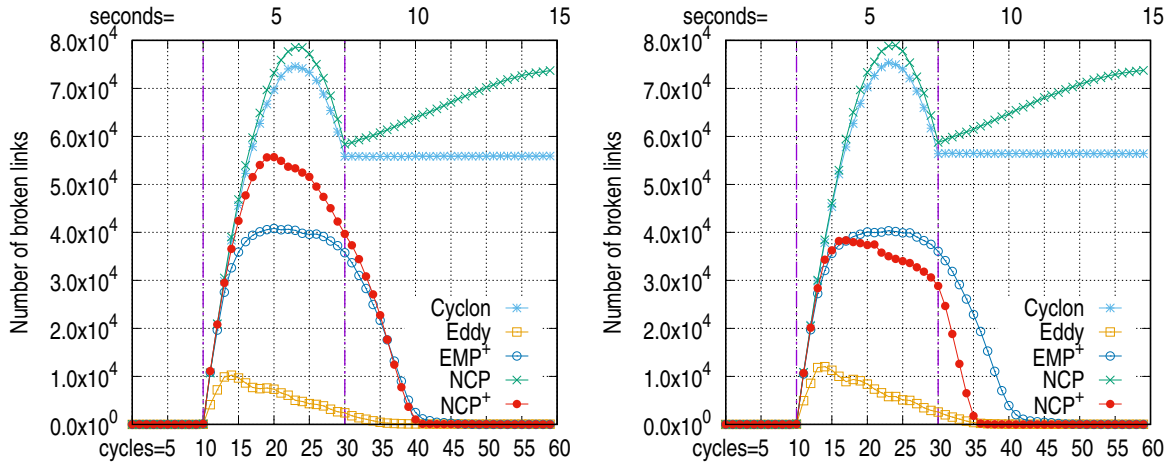 seconds= 5 10 15
8.0x10^4
7.0x10^4
6.0x10^4
5.0x10^4
4.0x10^4
3.0x10^4
2.0x10^4
1.0x10^4
0.0x10^0
Number of broken links
Cyclon
Eddy
EMP^+
NCP
NCP^+
cycles=5 10 15 20 25 30 35 40 45 50 55 60
seconds= 5 10 15
8.0x10^4
7.0x10^4
6.0x10^4
5.0x10^4
4.0x10^4
3.0x10^4
2.0x10^4
1.0x10^4
0.0x10^0
Number of broken links
Cyclon
Eddy
EMP^+
NCP
NCP^+
cycles=5 10 15 20 25 30 35 40 45 50 55 60